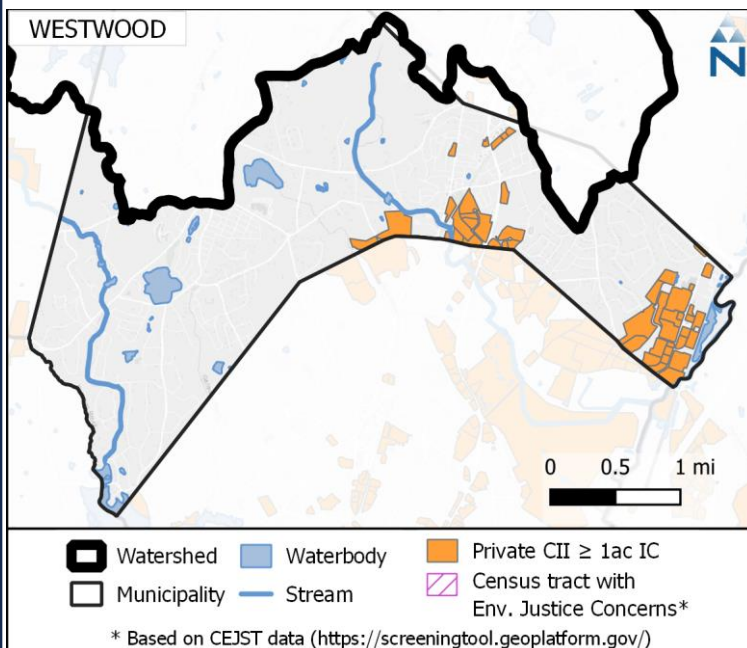 WESTWOOD
N
0 0.5 1 mi
Watershed
Waterbody
Private CII ≥ 1ac IC
Municipality
Stream
Census tract with
Env. Justice Concerns*
* Based on CEJST data (https://screeningtool.geoplatform.gov/)